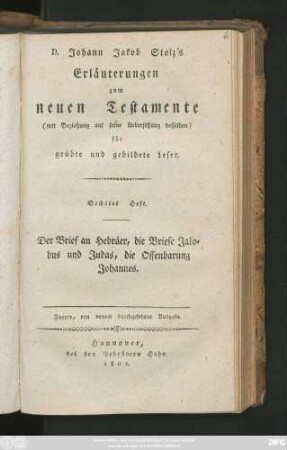 6
D. Johann Jakob Stolz's
Erläuterungen
zum
neuen Testamente
(mit Beziehung auf seine Uebersetzung desselben)
für
geübte und gebildete Leser.
Sechstes Heft.
Der Brief an Hebräer, die Briefe Jako-
bus und Judas, die Offenbarung
Johannes.
Zweyte, von neuem durchgesehene Ausgabe.
Hannover,
bei den Gebrüdern Hahn.